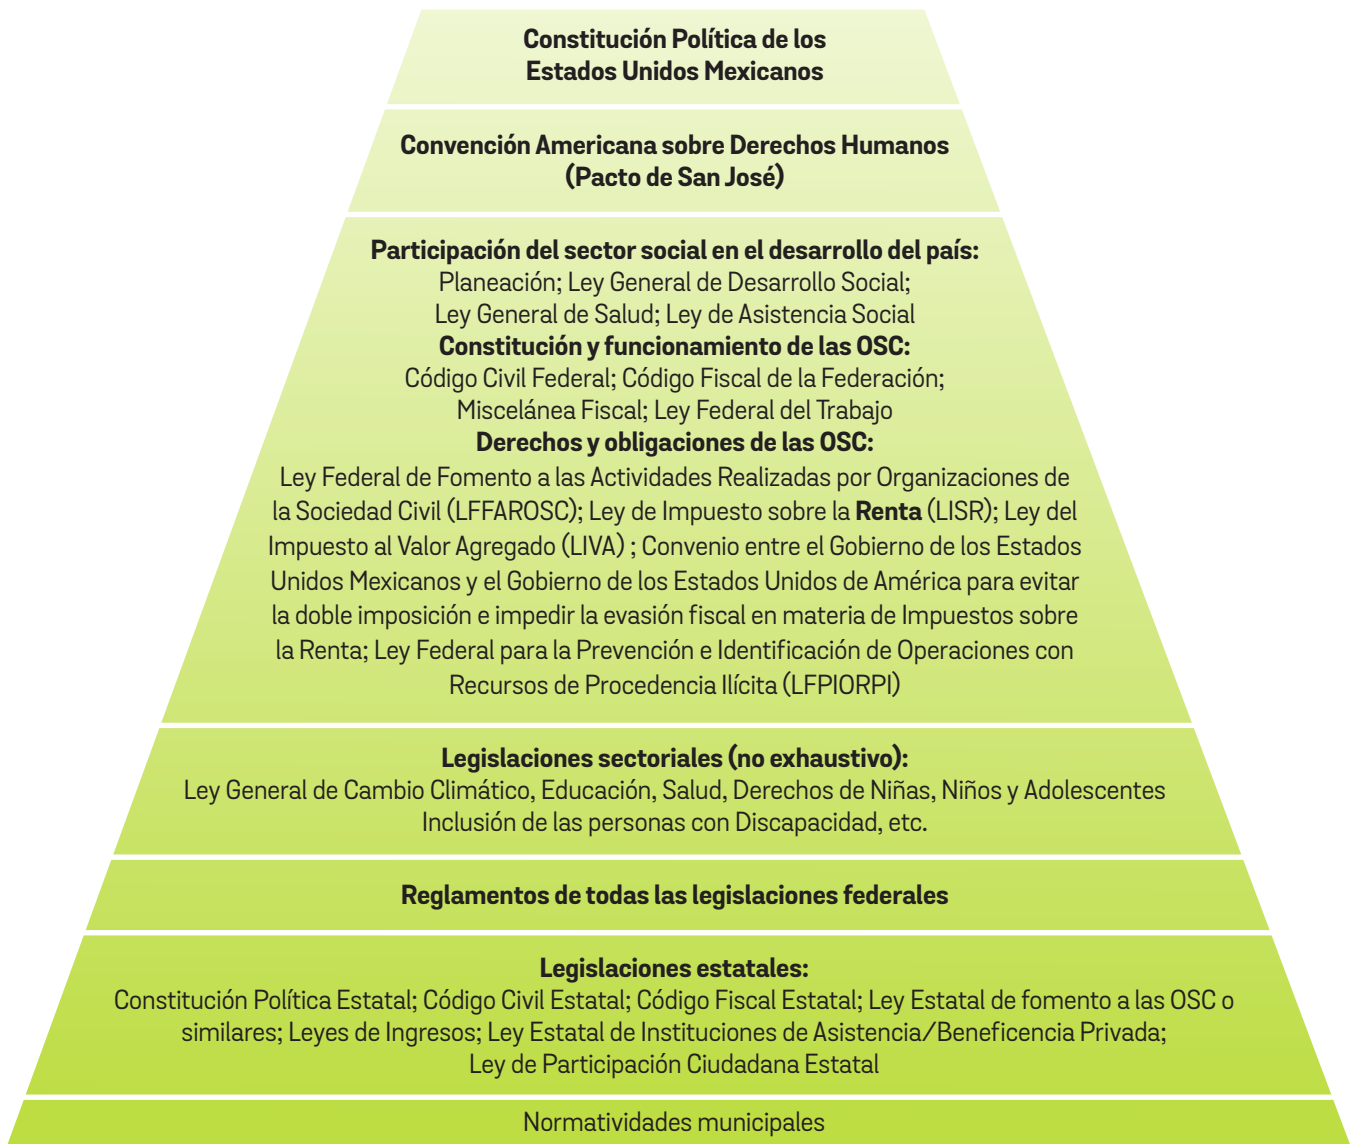 Constitución Política de los
Estados Unidos Mexicanos
Convención Americana sobre Derechos Humanos
(Pacto de San José)
Participación del sector social en el desarrollo del país:
Planeación; Ley General de Desarrollo Social;
Ley General de Salud; Ley de Asistencia Social
Constitución y funcionamiento de las OSC:
Código Civil Federal; Código Fiscal de la Federación;
Miscelánea Fiscal; Ley Federal del Trabajo
Derechos y obligaciones de las OSC:
Ley Federal de Fomento a las Actividades Realizadas por Organizaciones de
la Sociedad Civil (LFFAROSC); Ley de Impuesto sobre la Renta (LISR); Ley del
Impuesto al Valor Agregado (LIVA) ; Convenio entre el Gobierno de los Estados
Unidos Mexicanos y el Gobierno de los Estados Unidos de América para evitar
la doble imposición e impedir la evasión fiscal en materia de Impuestos sobre
la Renta; Ley Federal para la Prevención e Identificación de Operaciones con
Recursos de Procedencia Ilícita (LFPIORPI)
Legislaciones sectoriales (no exhaustivo):
Ley General de Cambio Climático, Educación, Salud, Derechos de Niñas, Niños y Adolescentes
Inclusión de las personas con Discapacidad, etc.
Reglamentos de todas las legislaciones federales
Legislaciones estatales:
Constitución Política Estatal; Código Civil Estatal; Código Fiscal Estatal; Ley Estatal de fomento a las OSC o
similares; Leyes de Ingresos; Ley Estatal de Instituciones de Asistencia/Beneficencia Privada;
Ley de Participación Ciudadana Estatal
Normatividades municipales